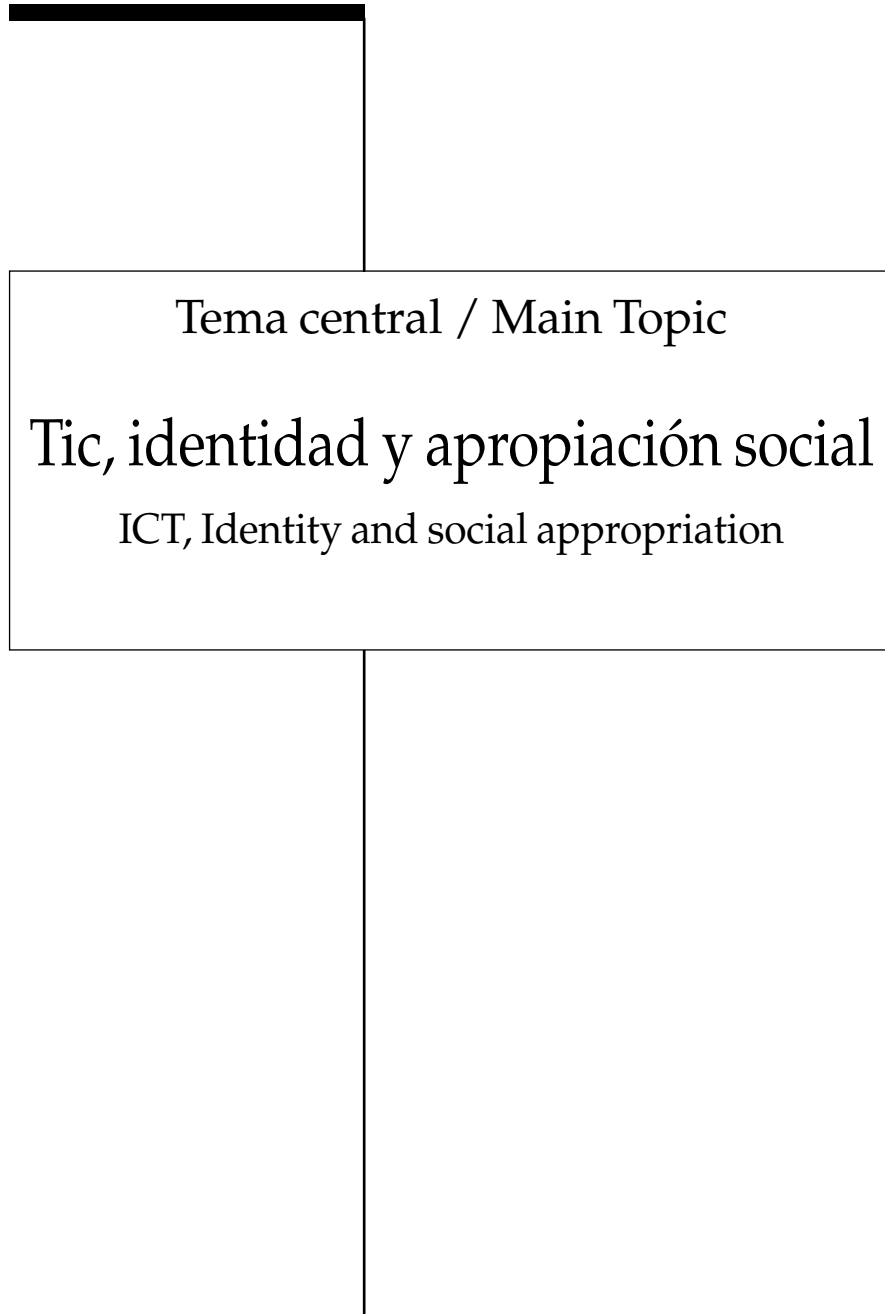 Tema central / Main Topic
Tic, identidad y apropiación social
ICT, Identity and social appropriation